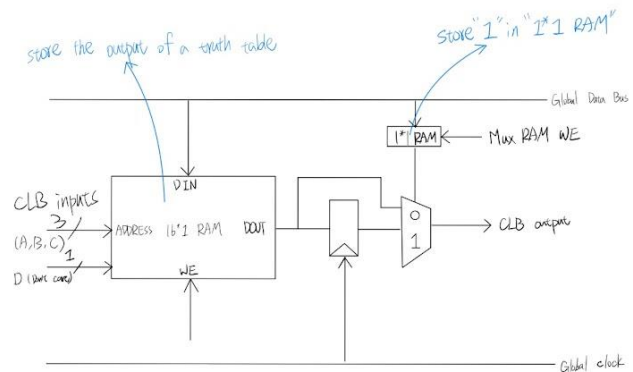 store the output of a truth table
store "1" in "1*1 RAM"
Global Data Bus
1*1 RAM
Mux RAM WE
DIN
CLB inputs
3
(A,B,C)
ADDRESS
16*1 RAM
DOUT
0
1
CLB output
1
D (Don't care)
WE
Global clock